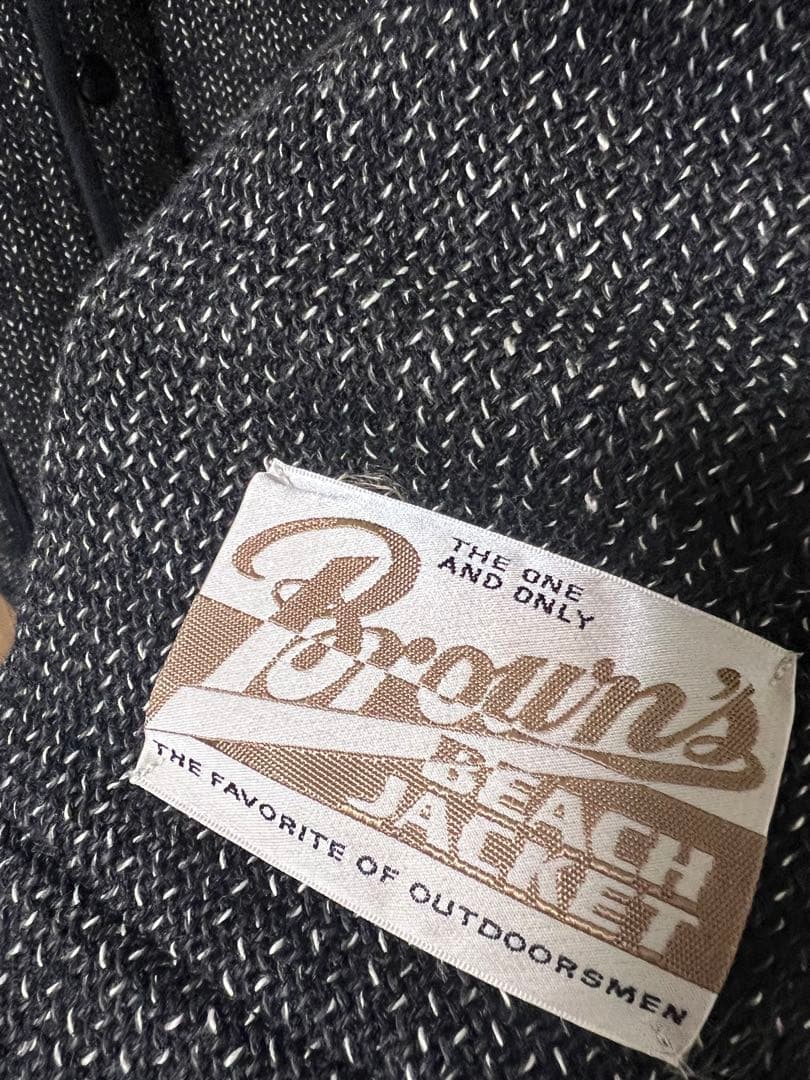 THE ONE
AND ONLY
Brown's
BEACH
JACKET
THE FAVORITE OF OUTDOORSMEN